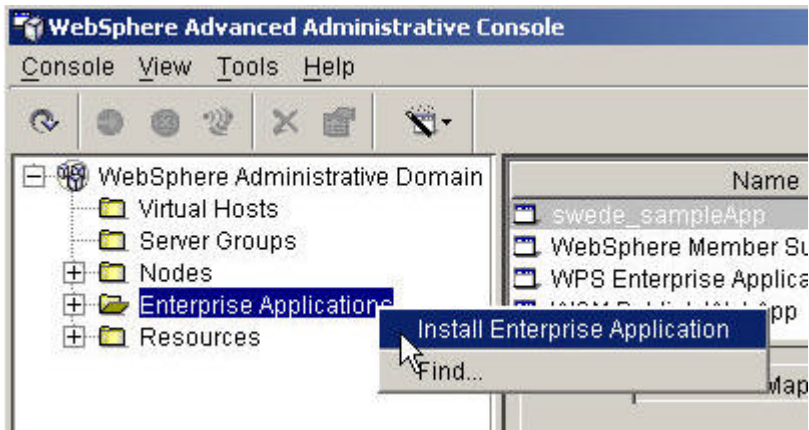 WebSphere Advanced Administrative Console
Console View Tools Help
WebSphere Administrative Domain
Virtual Hosts
Server Groups
Nodes
Enterprise Applications
Resources
Name
swede_sampleApp
WebSphere Member Su
WPS Enterprise Applica
Install Enterprise Application
Find...